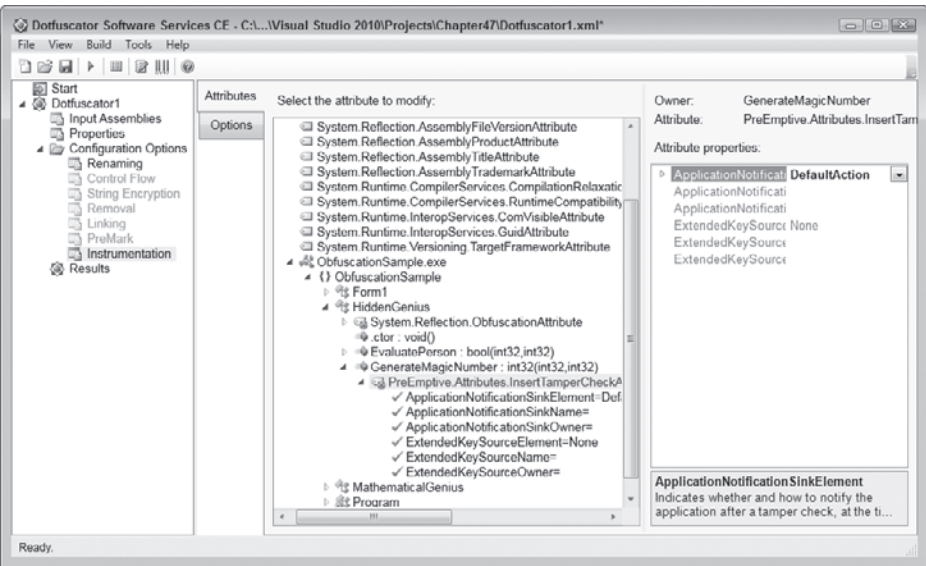 Dotfuscator Software Services CE - C:\...\Visual Studio 2010\Projects\Chapter47\Dotfuscator1.xml*
File View Build Tools Help
Start
Dotfuscator1
Input Assemblies
Properties
Configuration Options
Renaming
Control Flow
String Encryption
Removal
Linking
PreMark
Instrumentation
Results
Attributes
Options
Select the attribute to modify:
System.Reflection.AssemblyFileVersionAttribute
System.Reflection.AssemblyProductAttribute
System.Reflection.AssemblyTitleAttribute
System.Reflection.AssemblyTrademarkAttribute
System.Runtime.CompilerServices.CompilationRelaxatic
System.Runtime.CompilerServices.RuntimeCompatibility
System.Runtime.InteropServices.ComVisibleAttribute
System.Runtime.InteropServices.GuidAttribute
System.Runtime.Versioning.TargetFrameworkAttribute
ObfuscationSample.exe
{} ObfuscationSample
Form1
HiddenGenius
System.Reflection.ObfuscationAttribute
.ctor : void()
EvaluatePerson : bool(int32,int32)
GenerateMagicNumber : int32(int32,int32)
PreEmptive.Attributes.InsertTamperCheckA
ApplicationNotificationSinkElement=Def
ApplicationNotificationSinkName=
ApplicationNotificationSinkOwner=
ExtendedKeySourceElement=None
ExtendedKeySourceName=
ExtendedKeySourceOwner=
MathematicalGenius
Program
Owner: GenerateMagicNumber
Attribute: PreEmptive.Attributes.InsertTam
Attribute properties:
ApplicationNotificati DefaultAction
ApplicationNotificati
ApplicationNotificati
ExtendedKeySource None
ExtendedKeySource
ExtendedKeySource
ApplicationNotificationSinkElement
Indicates whether and how to notify the
application after a tamper check, at the ti...
Ready.